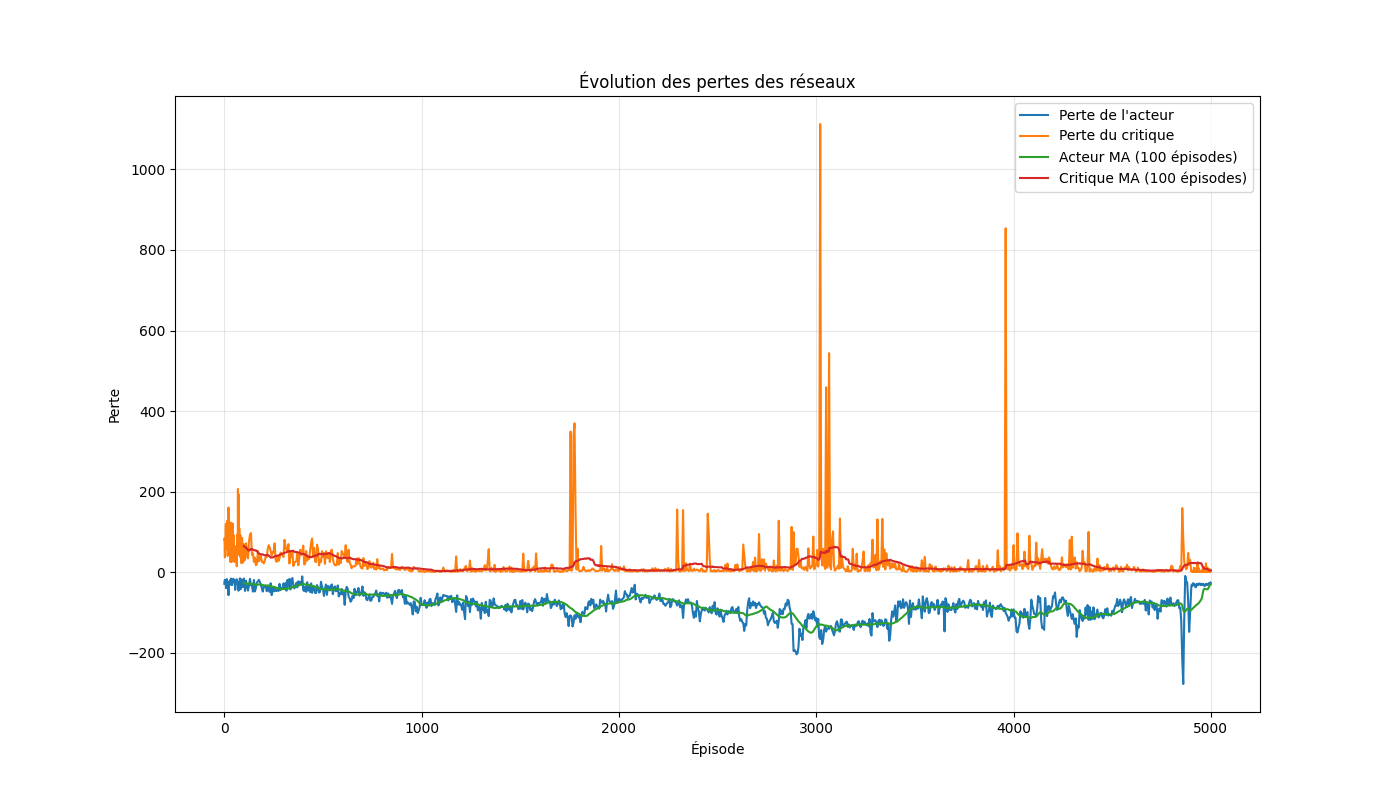 Évolution des pertes des réseaux
Perte de l'acteur
Perte du critique
Acteur MA (100 épisodes)
Critique MA (100 épisodes)
1000
800
600
400
200
0
−200
Perte
0
1000
2000
3000
4000
5000
Épisode